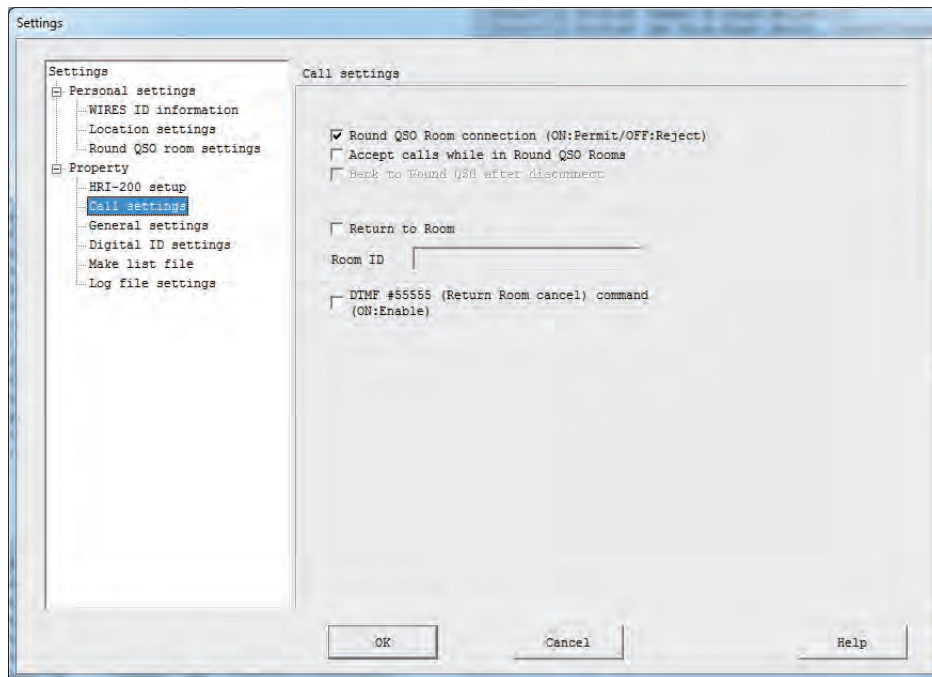 Settings
Settings
Personal settings
WIRES ID information
Location settings
Round QSO room settings
Property
HRI-200 setup
Call settings
General settings
Digital ID settings
Make list file
Log file settings
Call settings
Round QSO Room connection (ON:Permit/OFF:Reject)
Accept calls while in Round QSO Rooms
Back to Round QSO after disconnect
Return to Room
Room ID
DTMF #55555 (Return Room cancel) command
(ON:Enable)
OK
Cancel
Help